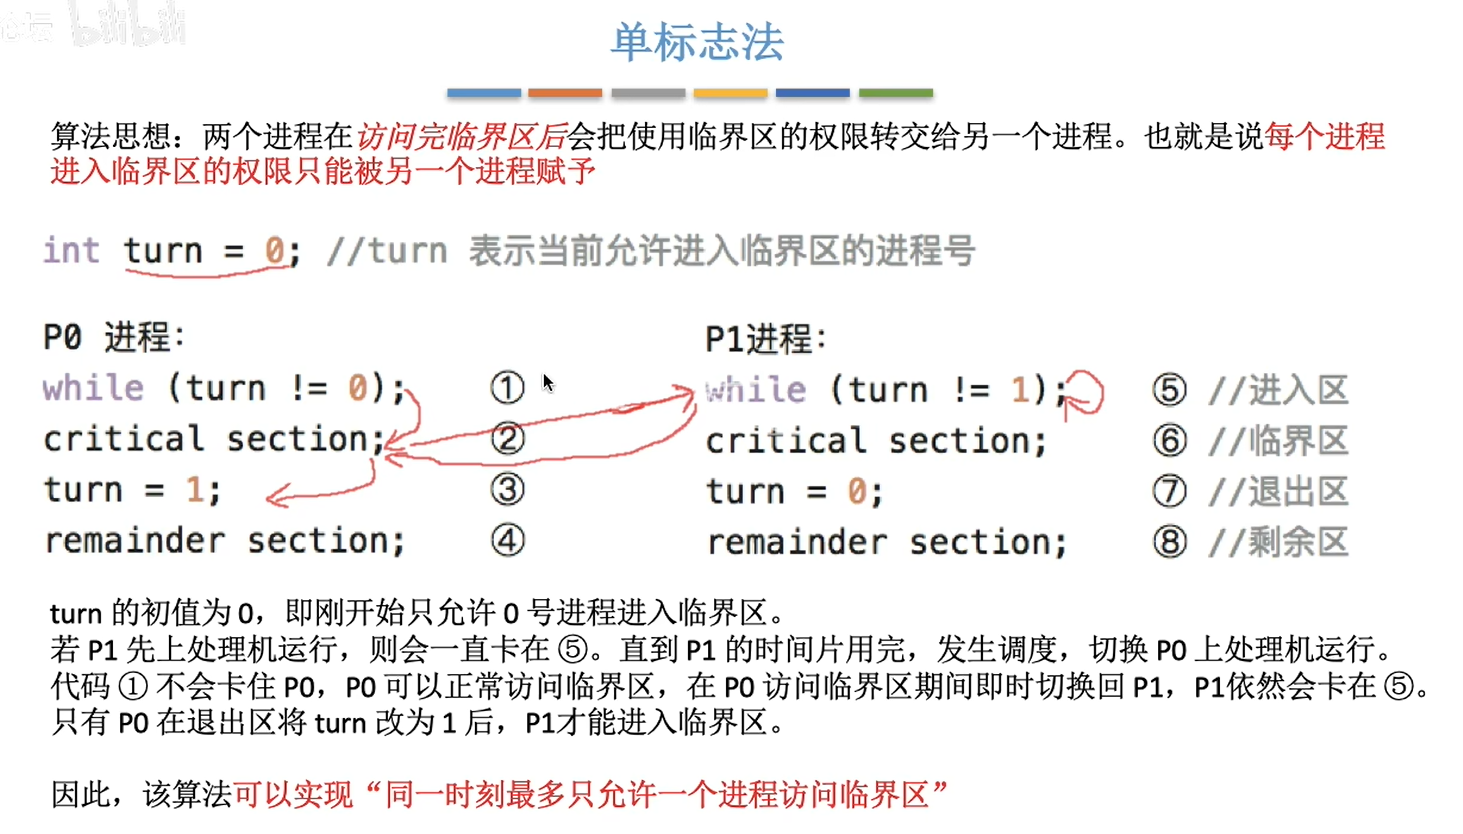 论坛 bilibili
单标志法
算法思想：两个进程在访问完临界区后会把使用临界区的权限转交给另一个进程。也就是说每个进程
进入临界区的权限只能被另一个进程赋予
int turn = 0; //turn 表示当前允许进入临界区的进程号
P0 进程:
while (turn != 0); ①
critical section; ②
turn = 1; ③
remainder section; ④
P1进程:
while (turn != 1); ⑤ //进入区
critical section; ⑥ //临界区
turn = 0; ⑦ //退出区
remainder section; ⑧ //剩余区
turn 的初值为 0，即刚开始只允许 0 号进程进入临界区。
若 P1 先上处理机运行，则会一直卡在 ⑤。直到 P1 的时间片用完，发生调度，切换 P0 上处理机运行。
代码 ① 不会卡住 P0，P0 可以正常访问临界区，在 P0 访问临界区期间即时切换回 P1，P1依然会卡在 ⑤。
只有 P0 在退出区将 turn 改为 1 后，P1才能进入临界区。
因此，该算法可以实现“同一时刻最多只允许一个进程访问临界区”